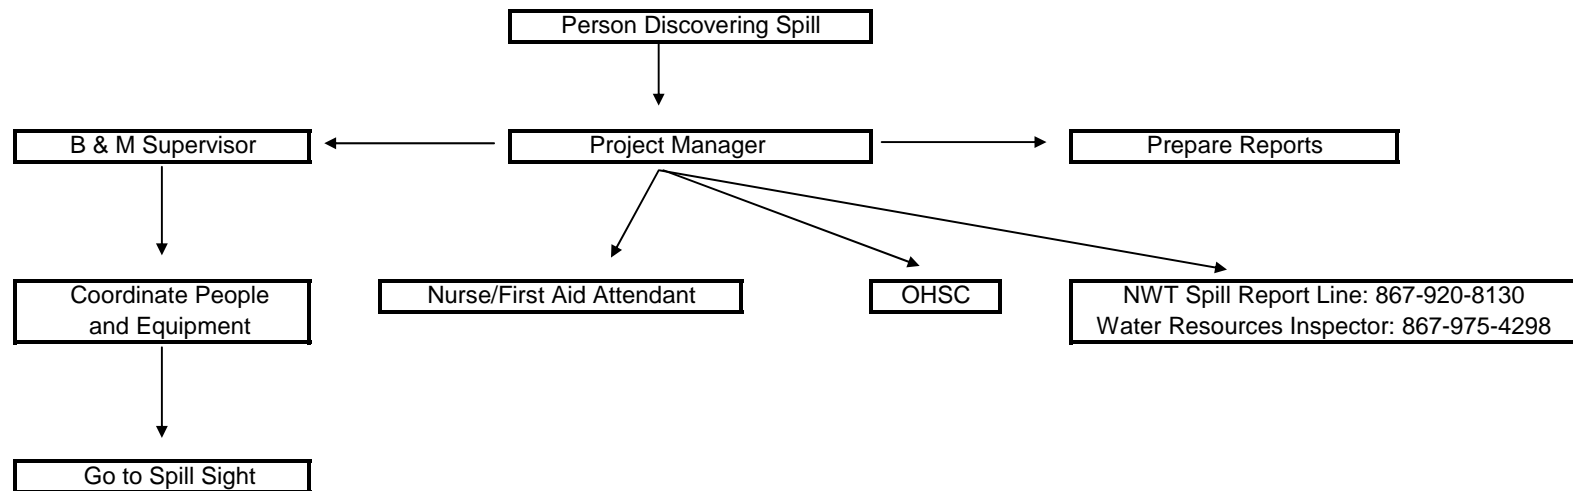 Person Discovering Spill
B & M Supervisor
Project Manager
Prepare Reports
Coordinate People
and Equipment
Nurse/First Aid Attendant
OHSC
NWT Spill Report Line: 867-920-8130
Water Resources Inspector: 867-975-4298
Go to Spill Sight